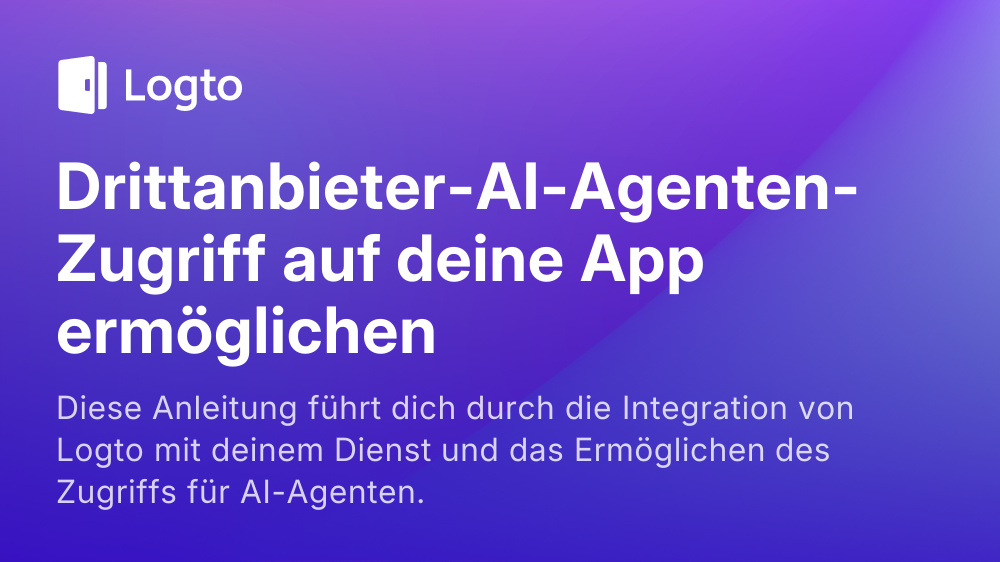 Logto
Drittanbieter-AI-Agenten-
Zugriff auf deine App
ermöglichen
Diese Anleitung führt dich durch die Integration von
Logto mit deinem Dienst und das Ermöglichen des
Zugriffs für AI-Agenten.